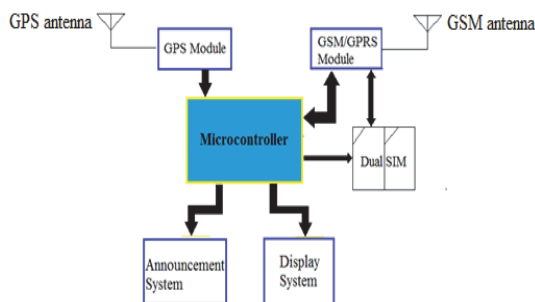 GPS antenna
GSM antenna
GPS Module
GSM/GPRS
Module
Microcontroller
Dual SIM
Announcement
System
Display
System